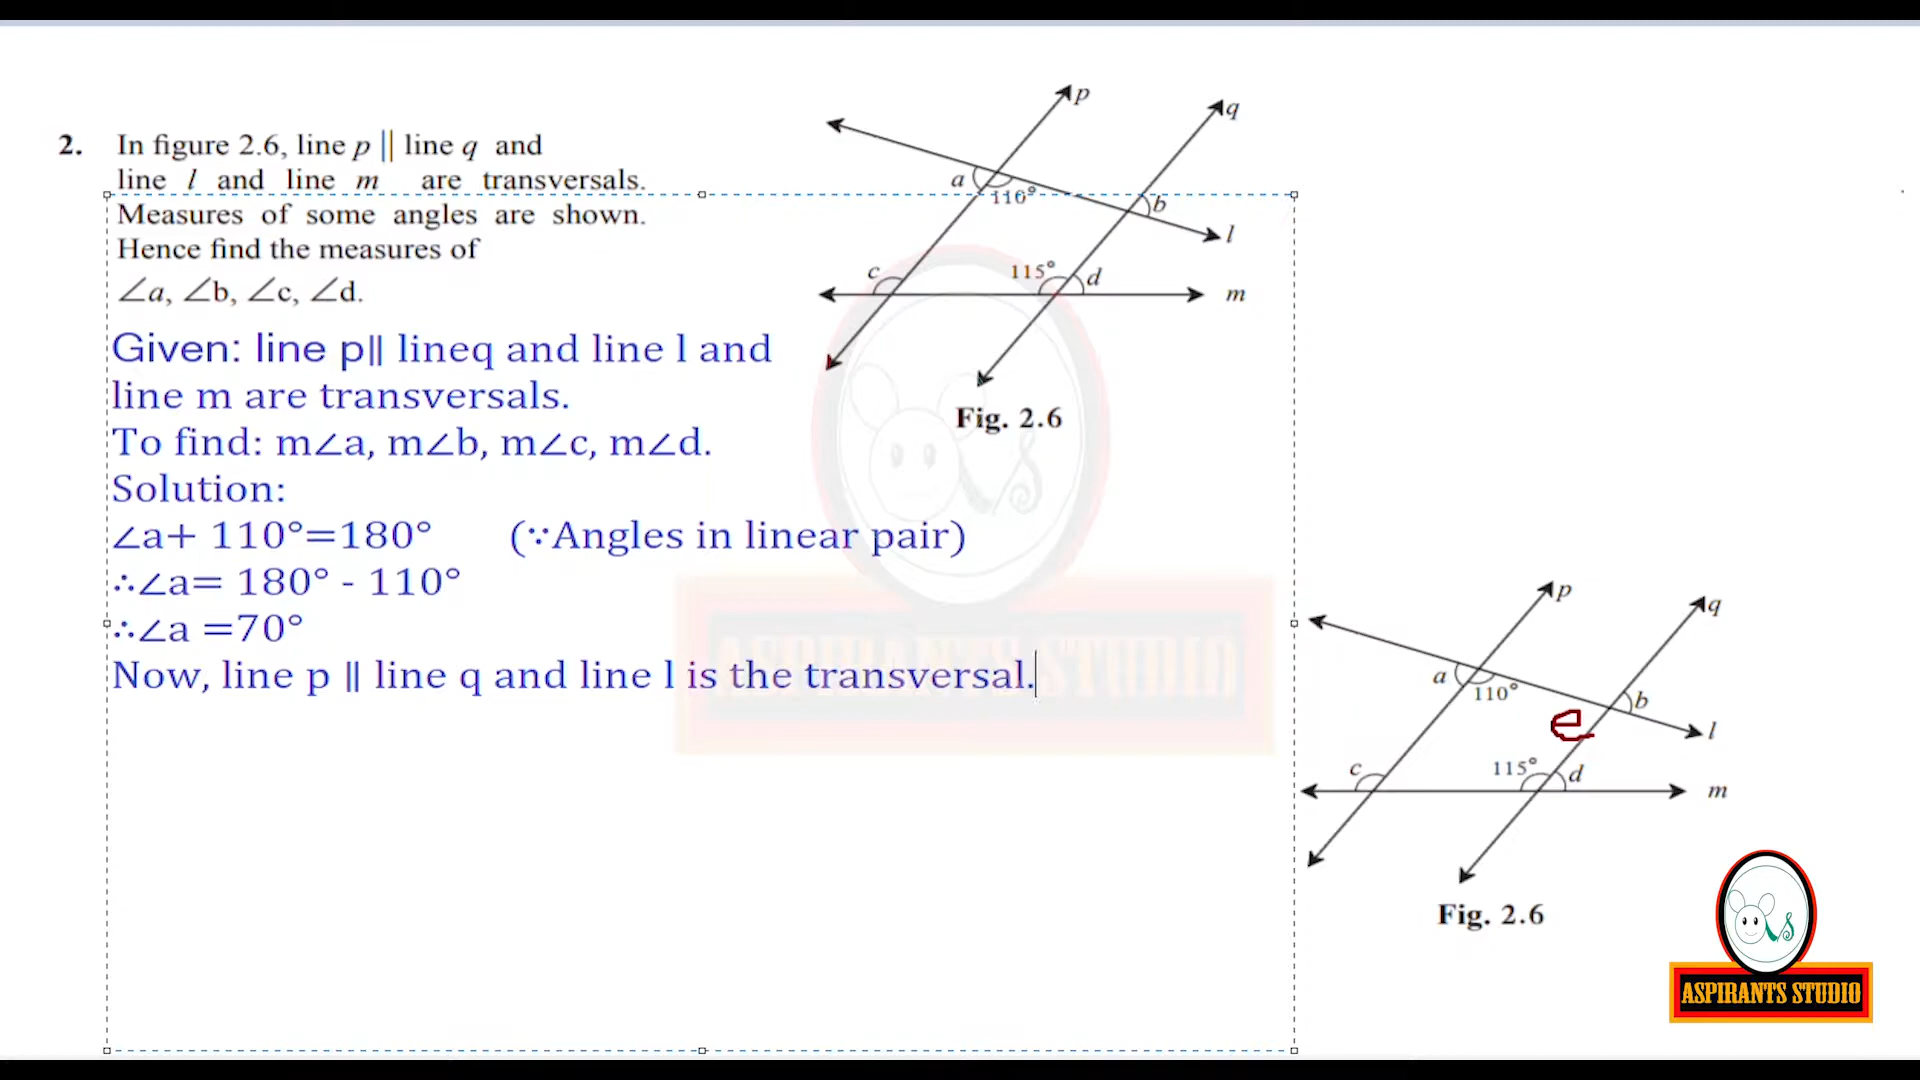 2. In figure 2.6, line p || line q and
line l and line m are transversals.
Measures of some angles are shown.
Hence find the measures of
∠a, ∠b, ∠c, ∠d.
p
q
a
110°
b
l
c
115°
d
m
Fig. 2.6
Given: line p∥ lineq and line l and
line m are transversals.
To find: m∠a, m∠b, m∠c, m∠d.
Solution:
∠a+ 110°=180° (∵Angles in linear pair)
∴∠a= 180° - 110°
∴∠a =70°
Now, line p ∥ line q and line l is the transversal.
ASPIRANTS STUDIO
p
q
a
110°
b
e
l
c
115°
d
m
Fig. 2.6
ASPIRANTS STUDIO